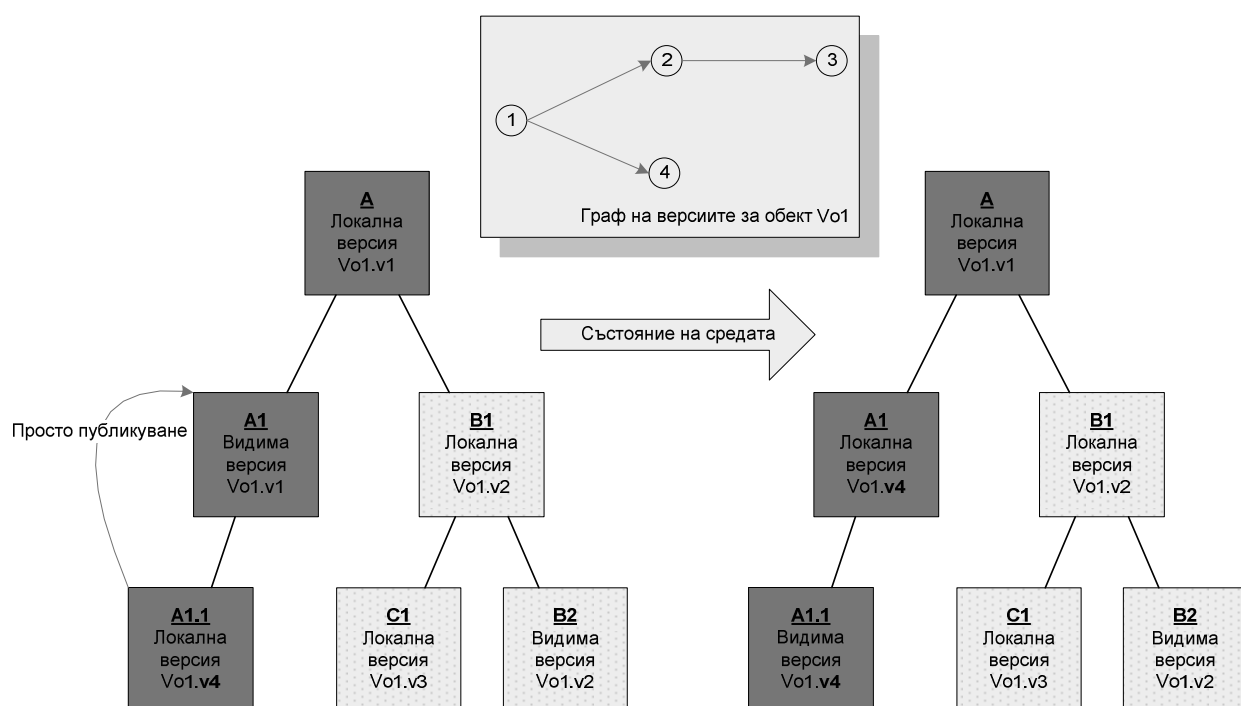 2
3
1
4
Граф на версиите за обект Vo1
A
Локална
версия
Vo1.v1
A
Локална
версия
Vo1.v1
Състояние на средата
Просто публикуване
A1
Видима
версия
Vo1.v1
B1
Локална
версия
Vo1.v2
A1
Локална
версия
Vo1.v4
B1
Локална
версия
Vo1.v2
A1.1
Локална
версия
Vo1.v4
C1
Локална
версия
Vo1.v3
B2
Видима
версия
Vo1.v2
A1.1
Видима
версия
Vo1.v4
C1
Локална
версия
Vo1.v3
B2
Видима
версия
Vo1.v2